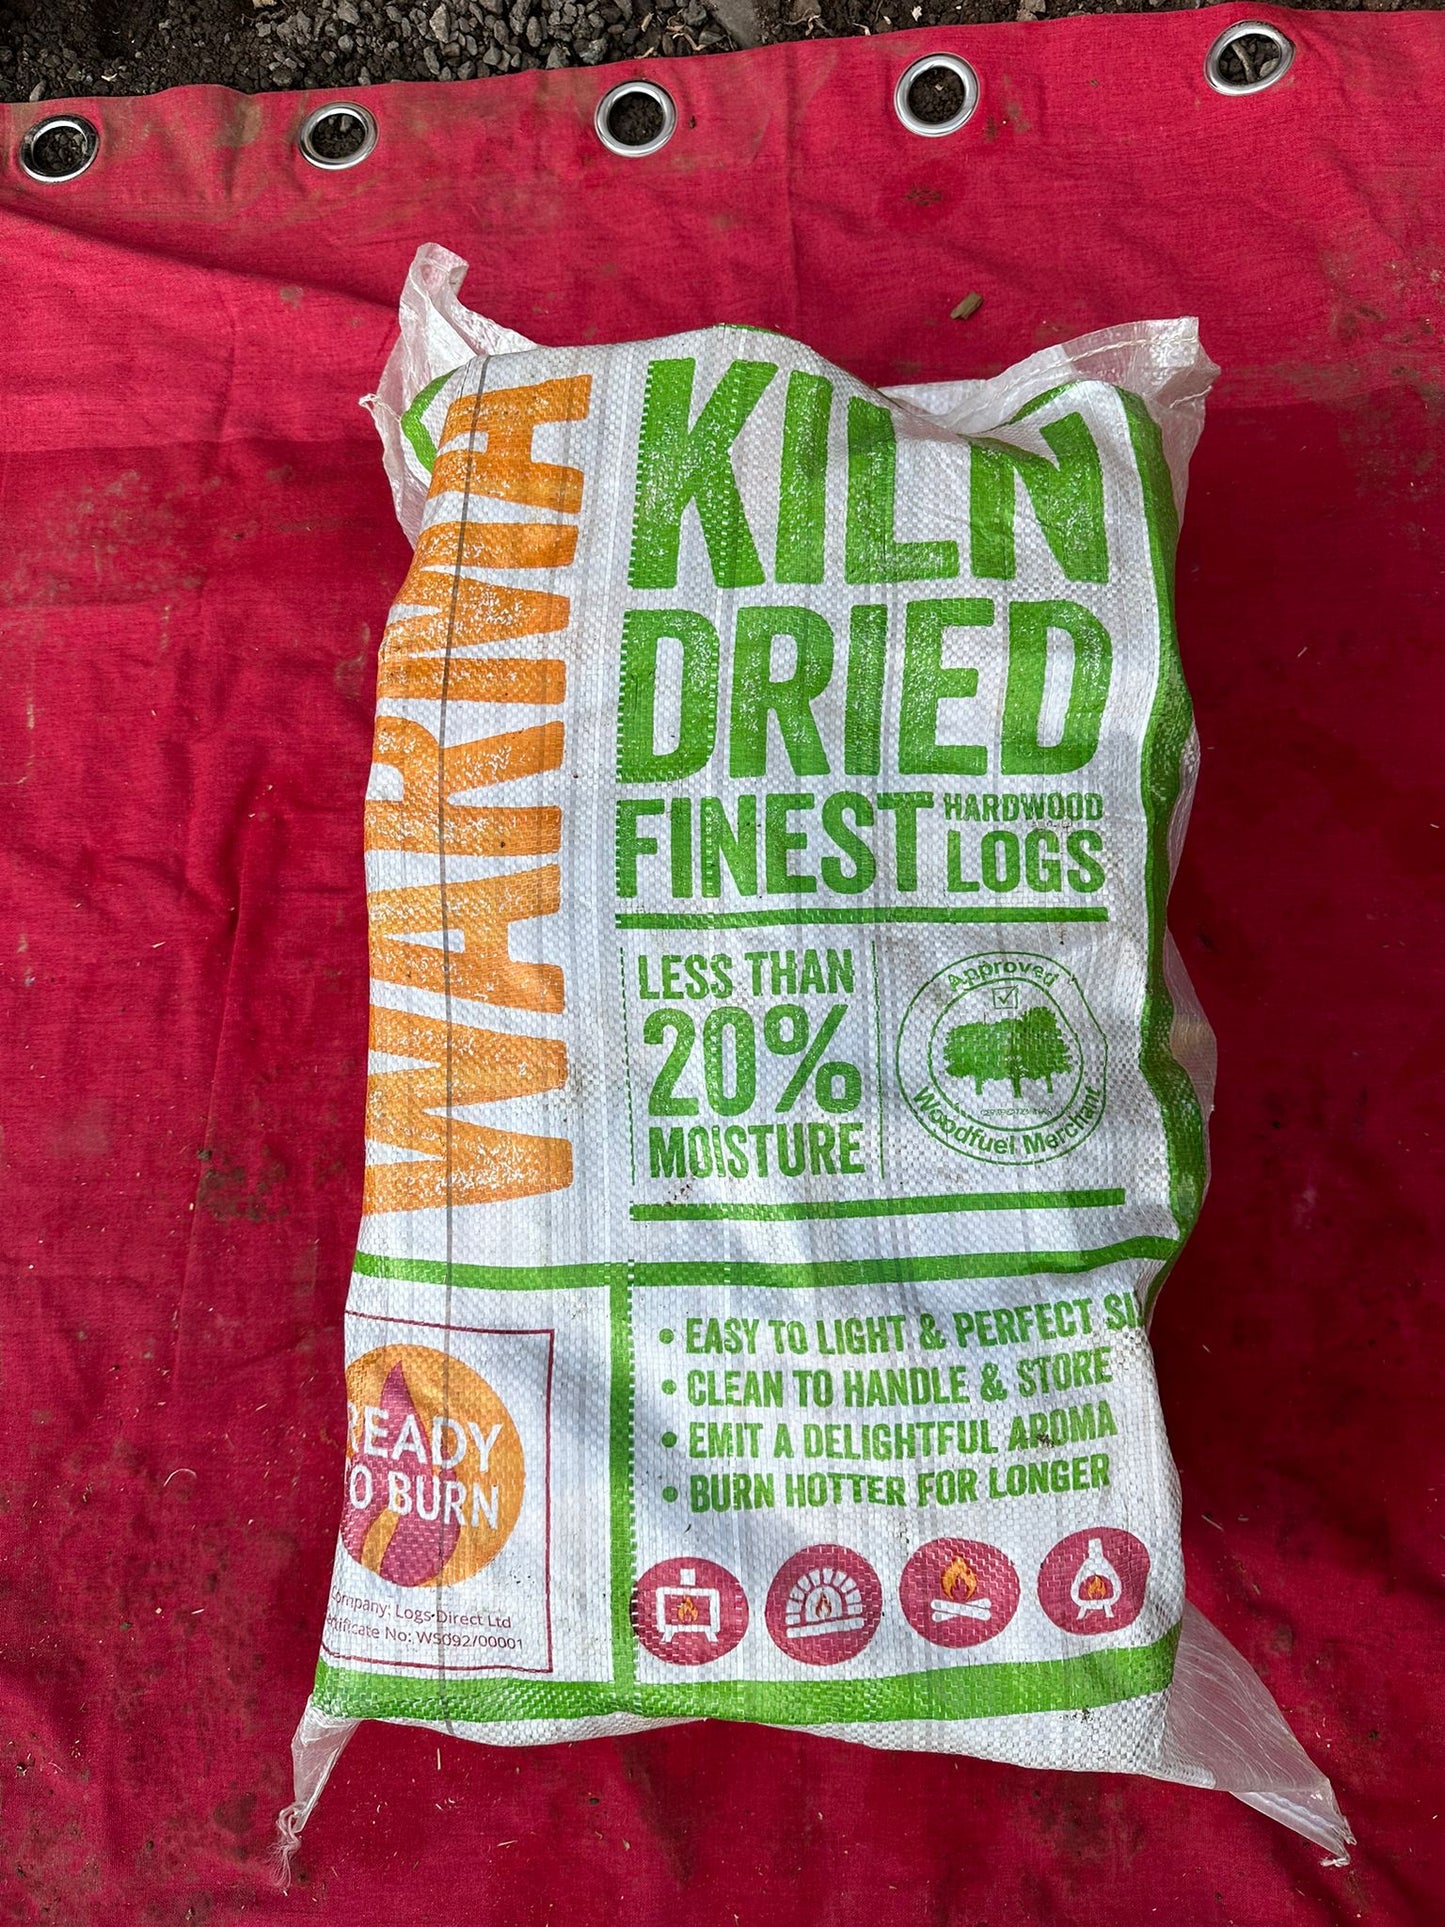 WARMA
KILN
DRIED
FINEST HARDWOOD
LOGS
LESS THAN
20%
MOISTURE
Approved
Woodfuel Merchant
• EASY TO LIGHT & PERFECT
• CLEAN TO HANDLE & STORE
• EMIT A DELIGHTFUL AROMA
• BURN HOTTER FOR LONGER
READY
TO BURN
Company: Logs Direct Ltd
Certificate No: WS092/00001